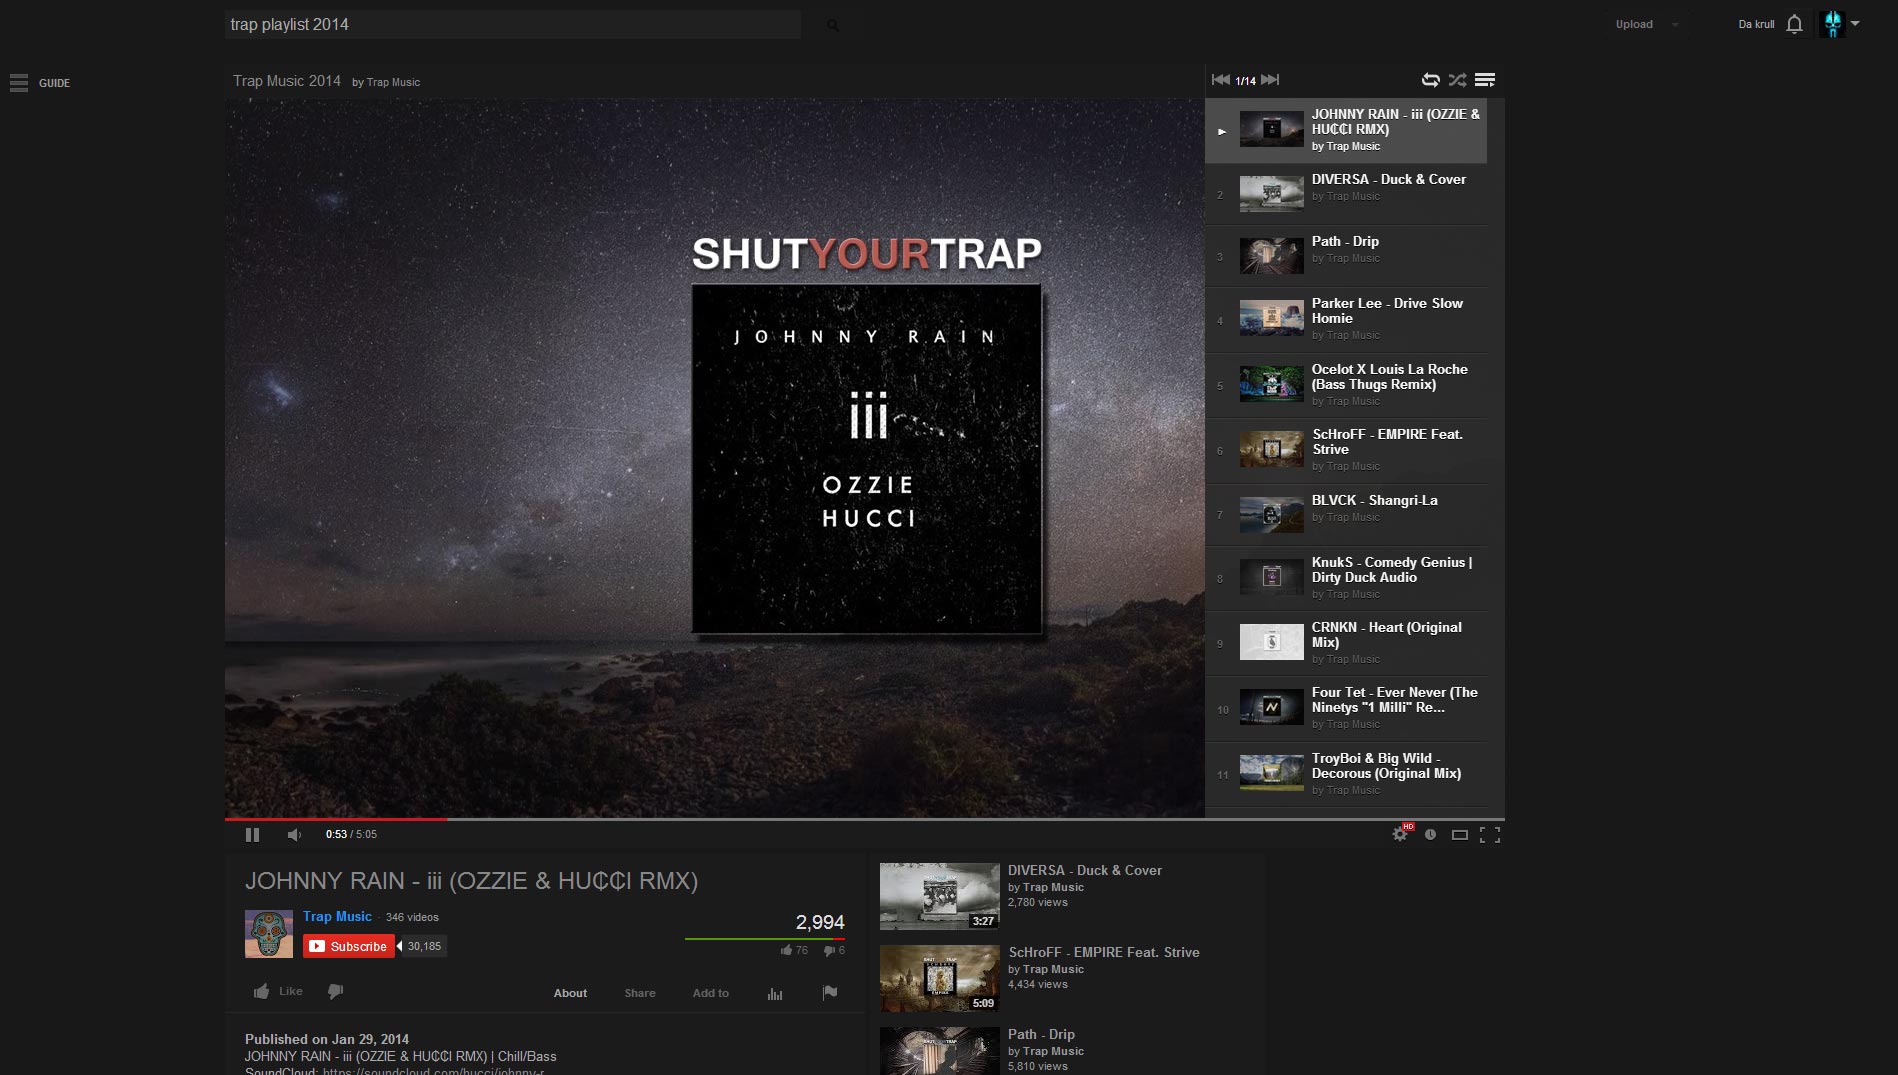 trap playlist 2014
Upload
Da krull
GUIDE
Trap Music 2014 by Trap Music
1/14
SHUTYOURTRAP
JOHNNY RAIN
iii
OZZIE
HUCCI
JOHNNY RAIN - iii (OZZIE &
HU₵₵I RMX)
by Trap Music
2
DIVERSA - Duck & Cover
by Trap Music
3
Path - Drip
by Trap Music
4
Parker Lee - Drive Slow
Homie
by Trap Music
5
Ocelot X Louis La Roche
(Bass Thugs Remix)
by Trap Music
6
ScHroFF - EMPIRE Feat.
Strive
by Trap Music
7
BLVCK - Shangri-La
by Trap Music
8
KnukS - Comedy Genius |
Dirty Duck Audio
by Trap Music
9
CRNKN - Heart (Original
Mix)
by Trap Music
10
Four Tet - Ever Never (The
Ninetys "1 Milli" Re...
by Trap Music
11
TroyBoi & Big Wild -
Decorous (Original Mix)
by Trap Music
0:53 / 5:05
HD
JOHNNY RAIN - iii (OZZIE & HU₵₵I RMX)
Trap Music · 346 videos
Subscribe 30,185
2,994
76 6
Like
About Share Add to
Published on Jan 29, 2014
JOHNNY RAIN - iii (OZZIE & HU₵₵I RMX) | Chill/Bass
SoundCloud: https://soundcloud.com/hucci/johnny-r...
3:27
DIVERSA - Duck & Cover
by Trap Music
2,780 views
SHUT TRAP
EMPIRE
5:09
ScHroFF - EMPIRE Feat. Strive
by Trap Music
4,434 views
Path - Drip
by Trap Music
5,810 views